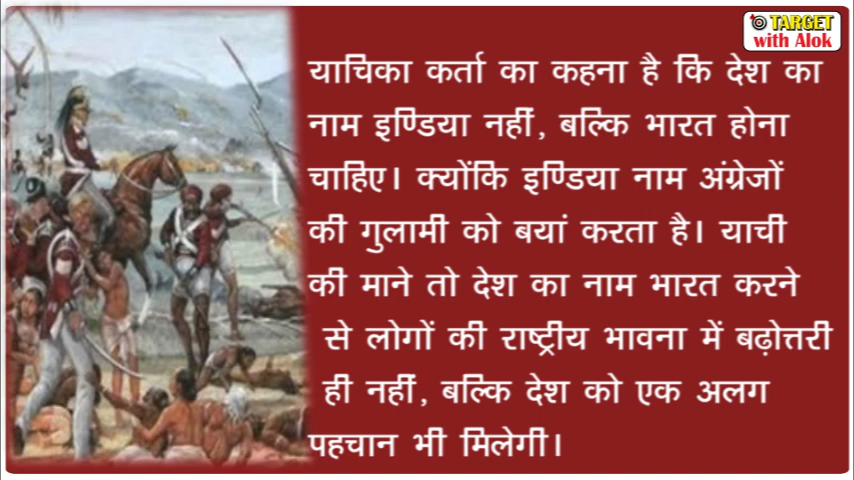 TARGET
with Alok
याचिका कर्ता का कहना है कि देश का
नाम इण्डिया नहीं, बल्कि भारत होना
चाहिए। क्योंकि इण्डिया नाम अंग्रेजों
की गुलामी को बयां करता है। याची
की माने तो देश का नाम भारत करने
से लोगों की राष्ट्रीय भावना में बढ़ोत्तरी
ही नहीं, बल्कि देश को एक अलग
पहचान भी मिलेगी।